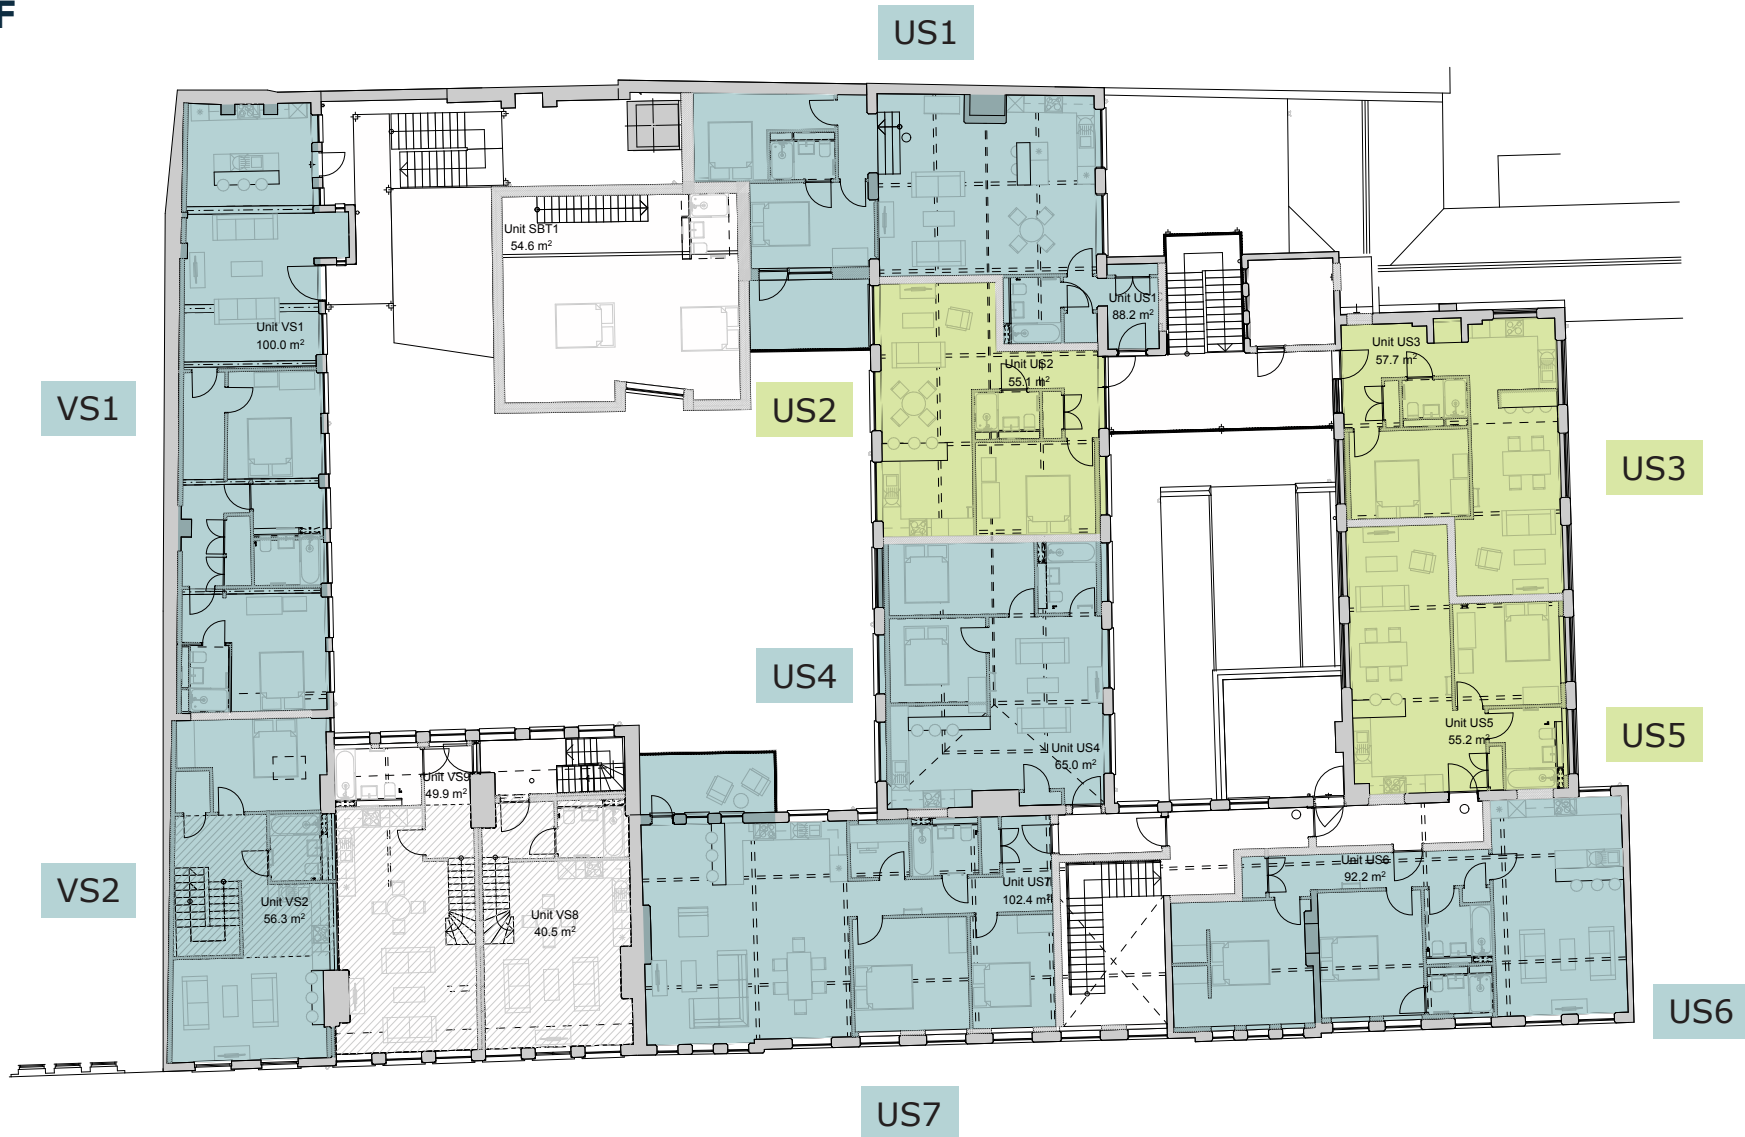 F
US1
Unit SBT1
54.6 m²
Unit US1
88.2 m²
Unit VS1
100.0 m²
Unit US3
57.7 m²
Unit US2
55.1 m²
VS1
US2
US3
US4
Unit US5
55.2 m²
US5
Unit US4
65.0 m²
Unit VS9
49.9 m²
Unit US6
92.2 m²
VS2
Unit US7
102.4 m²
Unit VS2
56.3 m²
Unit VS8
40.5 m²
US6
US7